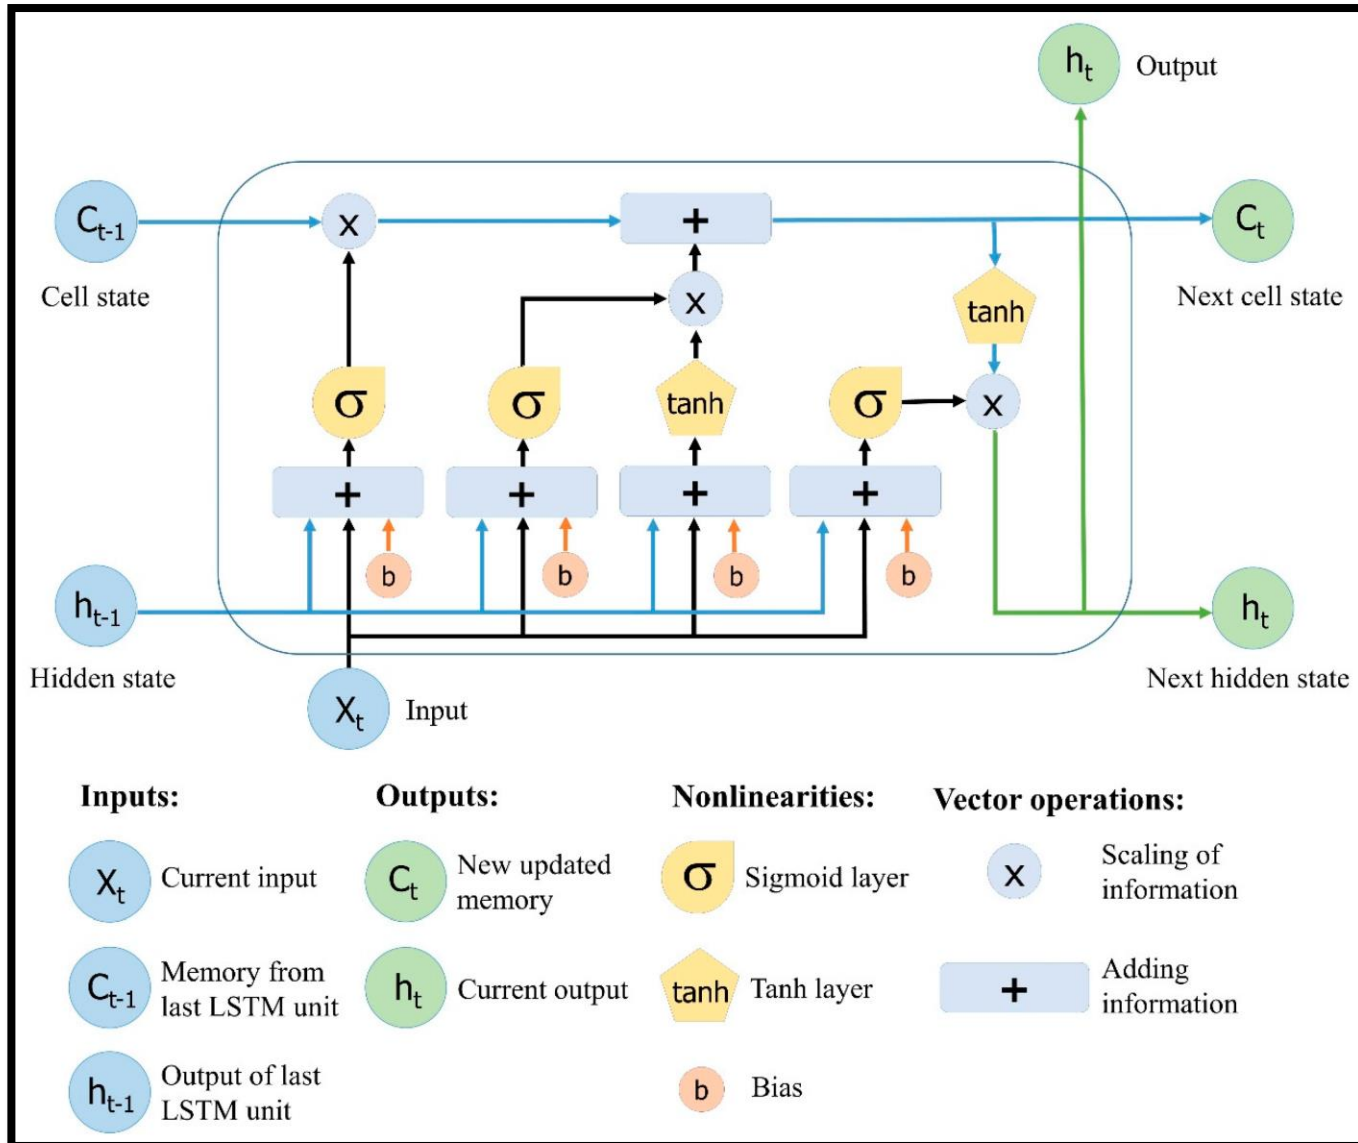 hₜ Output
Cₜ₋₁ x + Cₜ
Cell state Next cell state
x tanh
σ σ tanh σ x
+ + + +
b b b b
hₜ₋₁ hₜ
Hidden state Next hidden state
Xₜ Input
Inputs: Outputs: Nonlinearities: Vector operations:
Xₜ Current input
Cₜ New updated
memory
σ Sigmoid layer
x Scaling of
information
Cₜ₋₁ Memory from
last LSTM unit
hₜ Current output
tanh Tanh layer
+ Adding
information
hₜ₋₁ Output of last
LSTM unit
b Bias